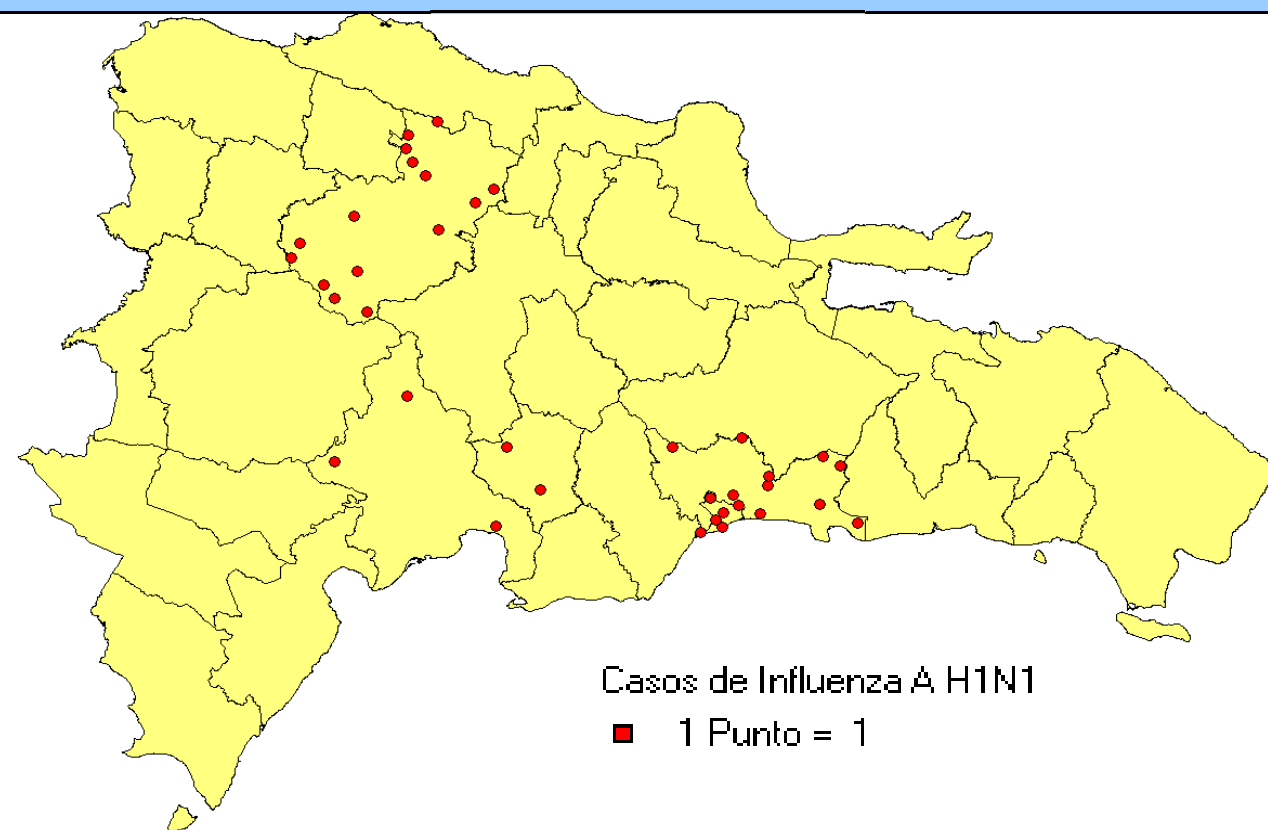 Casos de Influenza A H1N1
1 Punto = 1